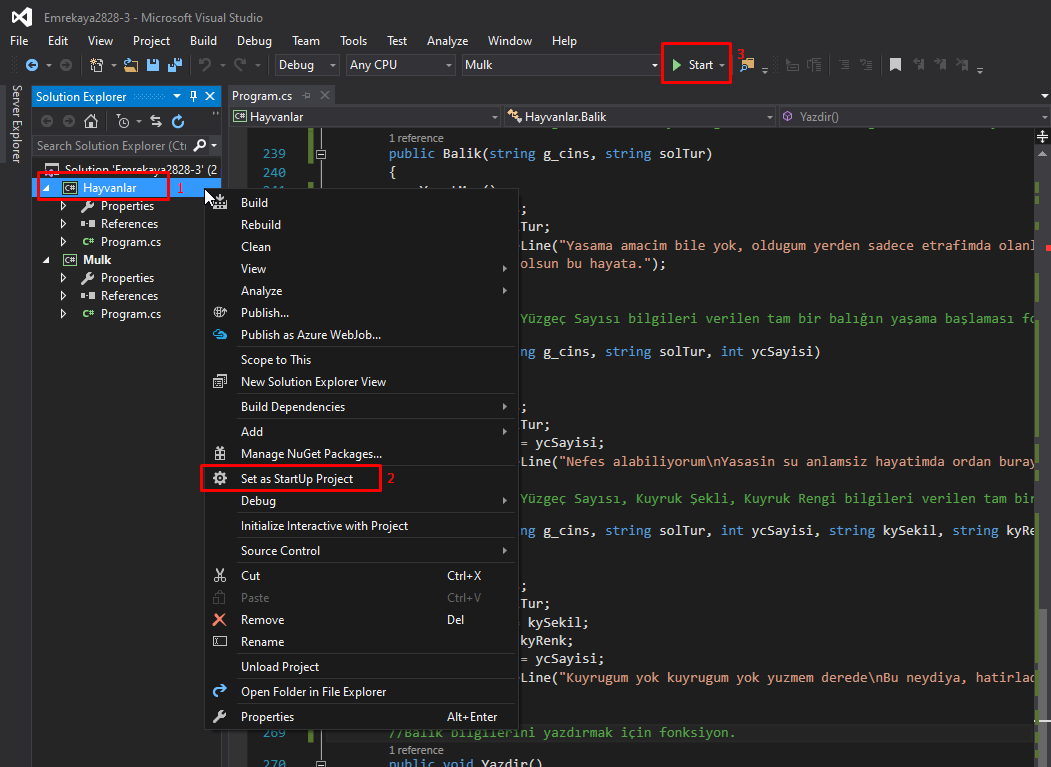 Emrekaya2828-3 - Microsoft Visual Studio
File Edit View Project Build Debug Team Tools Test Analyze Window Help
Debug Any CPU Mulk Start 3
Server Explorer
Solution Explorer
Program.cs
Hayvanlar Hayvanlar.Balik Yazdir()
Search Solution Explorer (Ctr
Solution 'Emrekaya2828-3' (2
Hayvanlar 1
Properties
References
Program.cs
Mulk
Properties
References
Program.cs
Build
Rebuild
Clean
View
Analyze
Publish...
Publish as Azure WebJob...
Scope to This
New Solution Explorer View
Build Dependencies
Add
Manage NuGet Packages...
Set as StartUp Project 2
Debug
Initialize Interactive with Project
Source Control
Cut Ctrl+X
Paste Ctrl+V
Remove Del
Rename
Unload Project
Open Folder in File Explorer
Properties Alt+Enter
1 reference
239 public Balik(string g_cins, string solTur)
240 {
;
Tur;
Line("Yasama amacim bile yok, oldugum yerden sadece etrafimda olanl
olsun bu hayata.");
Yüzgeç Sayısı bilgileri verilen tam bir balığın yaşama başlaması fo
ng g_cins, string solTur, int ycSayisi)
;
Tur;
= ycSayisi;
Line("Nefes alabiliyorum\nYasasin su anlamsiz hayatimda ordan buray
Yüzgeç Sayısı, Kuyruk Şekli, Kuyruk Rengi bilgileri verilen tam bir
ng g_cins, string solTur, int ycSayisi, string kySekil, string kyRe
;
Tur;
kySekil;
kyRenk;
= ycSayisi;
Line("Kuyrugum yok kuyrugum yok yuzmem derede\nBu neydiya, hatirlad
269 //Balik bilgilerini yazdırmak için fonksiyon.
1 reference
270 public void Yazdir()